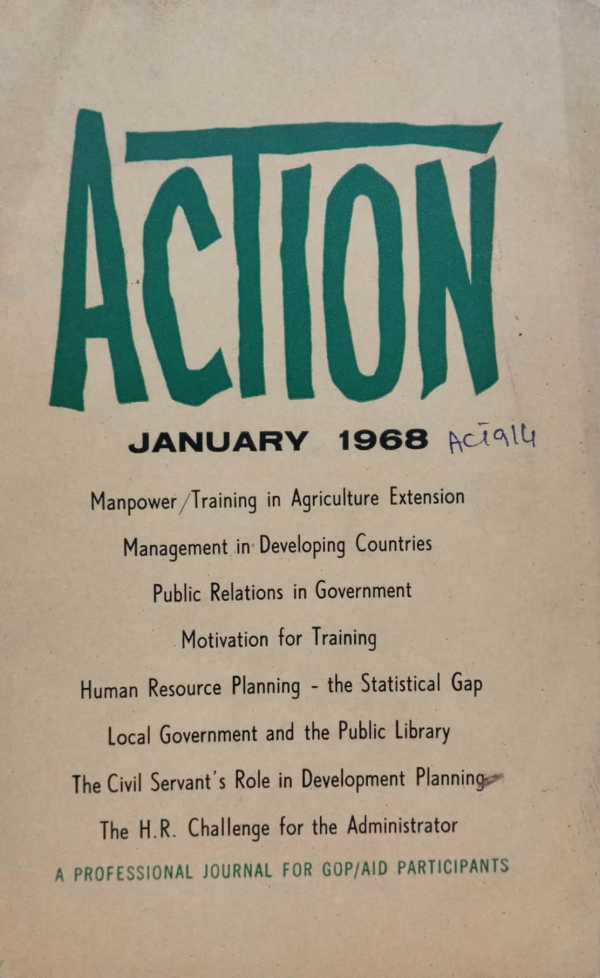 ACTION
JANUARY 1968
Manpower/Training in Agriculture Extension
Management in Developing Countries
Public Relations in Government
Motivation for Training
Human Resource Planning - the Statistical Gap
Local Government and the Public Library
The Civil Servant's Role in Development Planning
The H.R. Challenge for the Administrator
A PROFESSIONAL JOURNAL FOR GOP/AID PARTICIPANTS